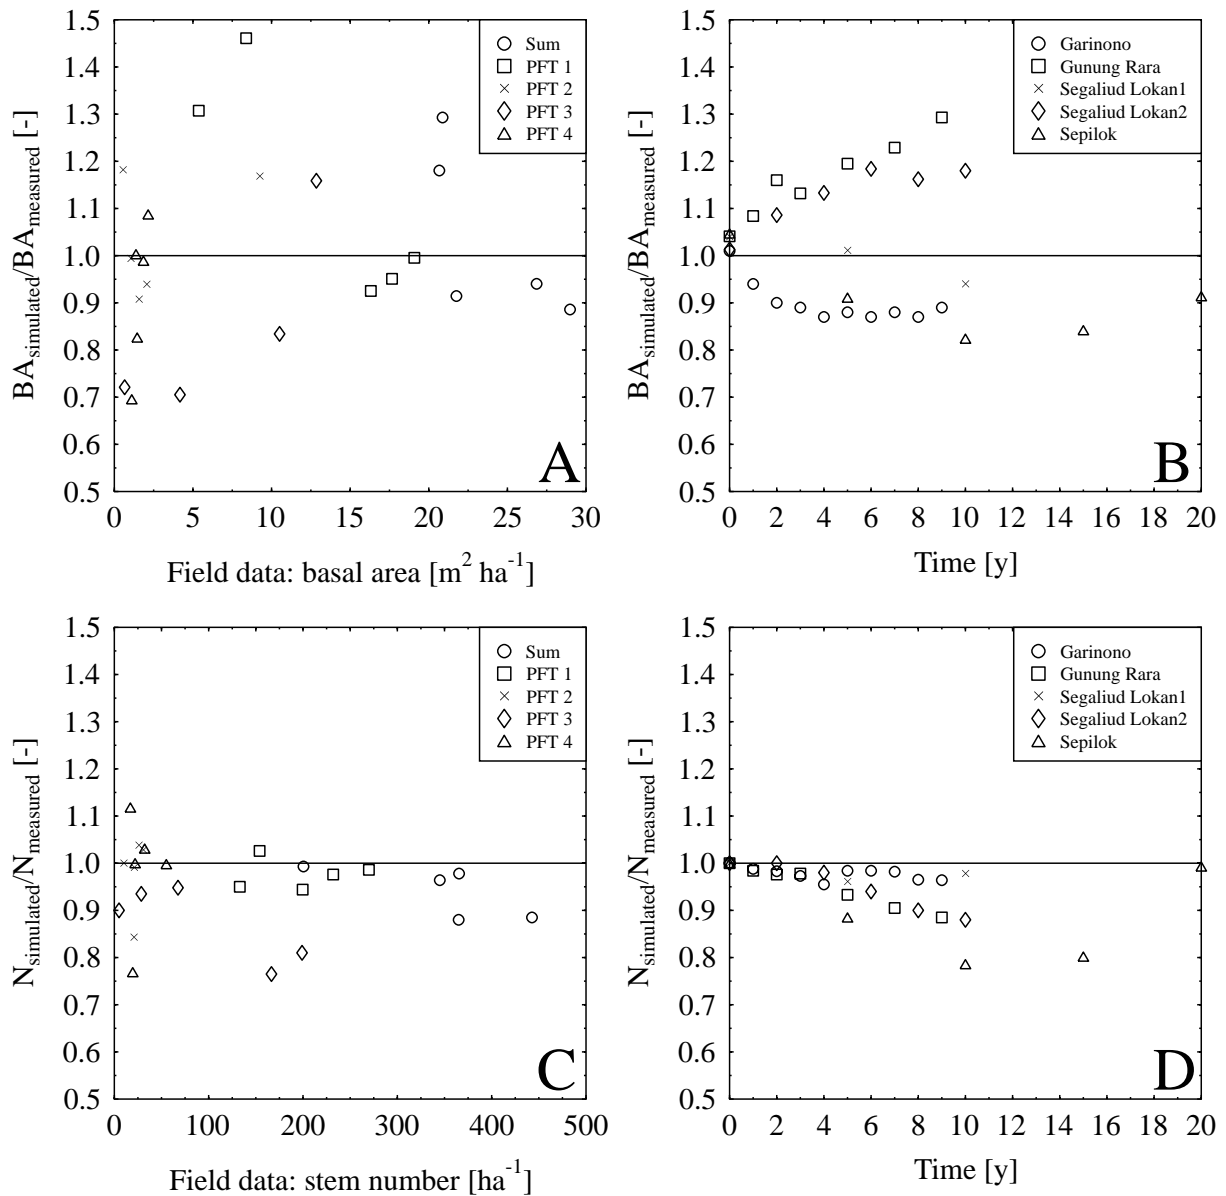 1.5
1.4
1.3
1.2
1.1
1.0
0.9
0.8
0.7
0.6
0.5
BA_simulated/BA_measured [-]
Sum
PFT 1
PFT 2
PFT 3
PFT 4
A
0 5 10 15 20 25 30
Field data: basal area [m² ha⁻¹]
1.5
1.4
1.3
1.2
1.1
1.0
0.9
0.8
0.7
0.6
0.5
BA_simulated/BA_measured [-]
Garinono
Gunung Rara
Segaliud Lokan1
Segaliud Lokan2
Sepilok
B
0 2 4 6 8 10 12 14 16 18 20
Time [y]
1.5
1.4
1.3
1.2
1.1
1.0
0.9
0.8
0.7
0.6
0.5
N_simulated/N_measured [-]
Sum
PFT 1
PFT 2
PFT 3
PFT 4
C
0 100 200 300 400 500
Field data: stem number [ha⁻¹]
1.5
1.4
1.3
1.2
1.1
1.0
0.9
0.8
0.7
0.6
0.5
N_simulated/N_measured [-]
Garinono
Gunung Rara
Segaliud Lokan1
Segaliud Lokan2
Sepilok
D
0 2 4 6 8 10 12 14 16 18 20
Time [y]